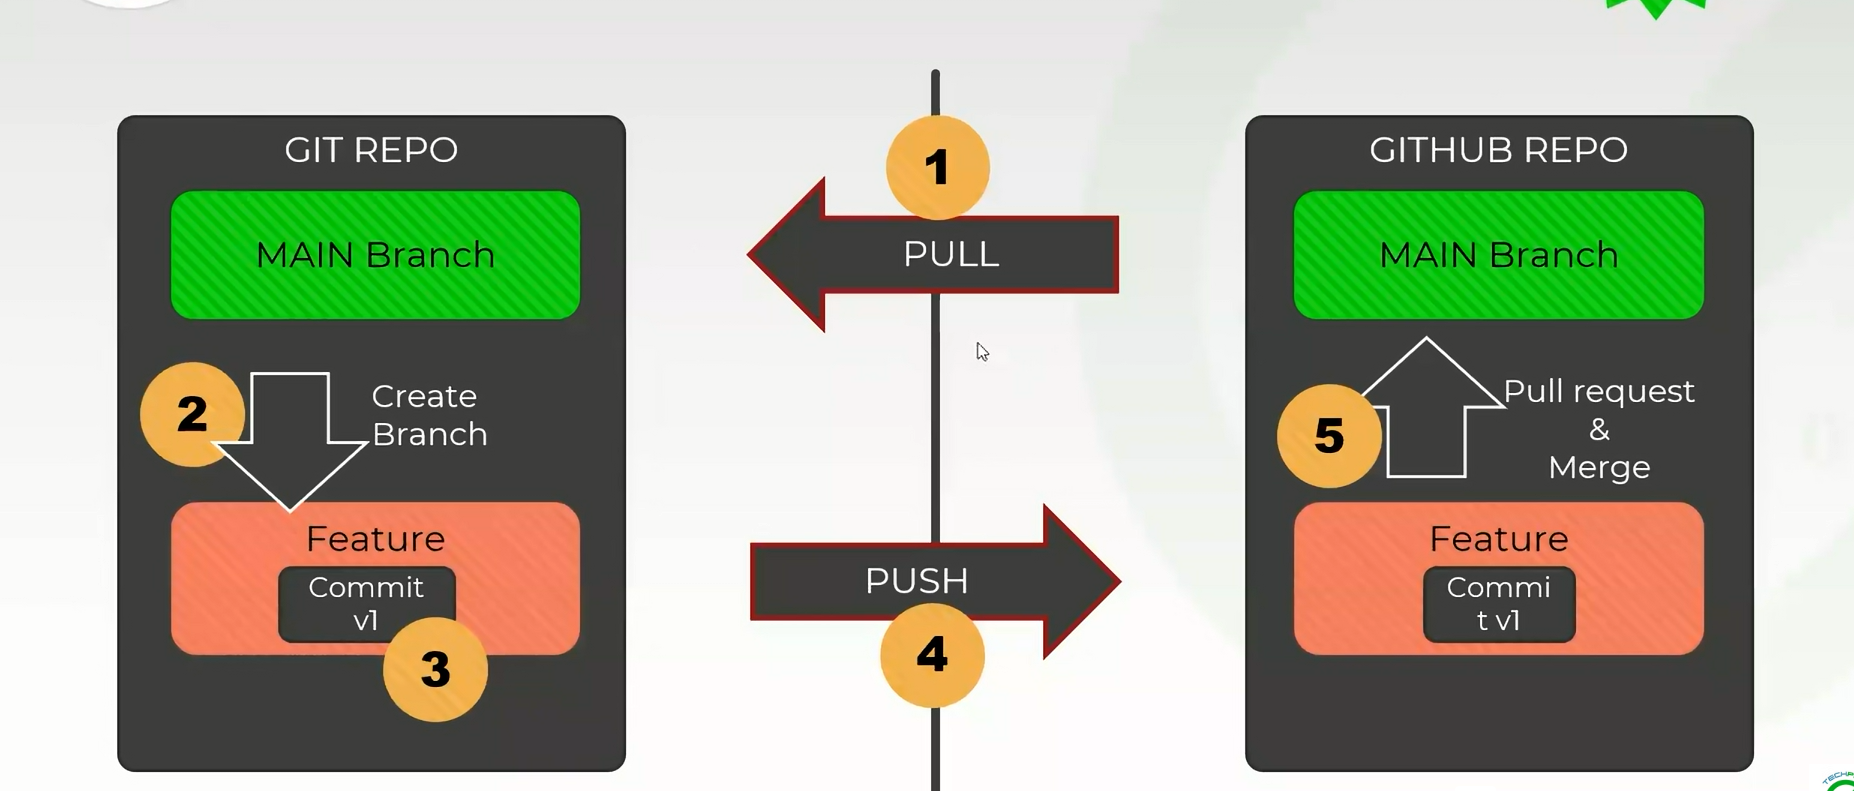 GIT REPO
MAIN Branch
2
Create
Branch
Feature
Commit
v1
3
1
PULL
PUSH
4
GITHUB REPO
MAIN Branch
5
Pull request
&
Merge
Feature
Commi
t v1